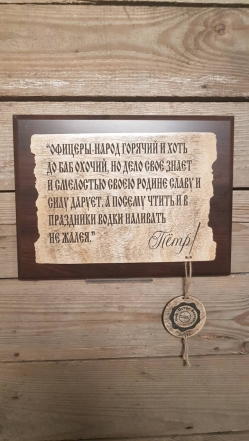 "ОФИЦЕРЫ-НАРОД ГОРЯЧИЙ И ХОТЬ
ДО БАБ ОХОЧИЙ, НО ДЕЛО СВОЕ ЗНАЕТ
И СМЕЛОСТЬЮ СВОЕЮ РОДИНЕ СЛАВУ И
СИЛУ ДАРУЕТ, А ПОСЕМУ ЧТИТЬ И В
ПРАЗДНИКИ ВОДКИ НАЛИВАТЬ
НЕ ЖАЛЕЯ."
Пётр I